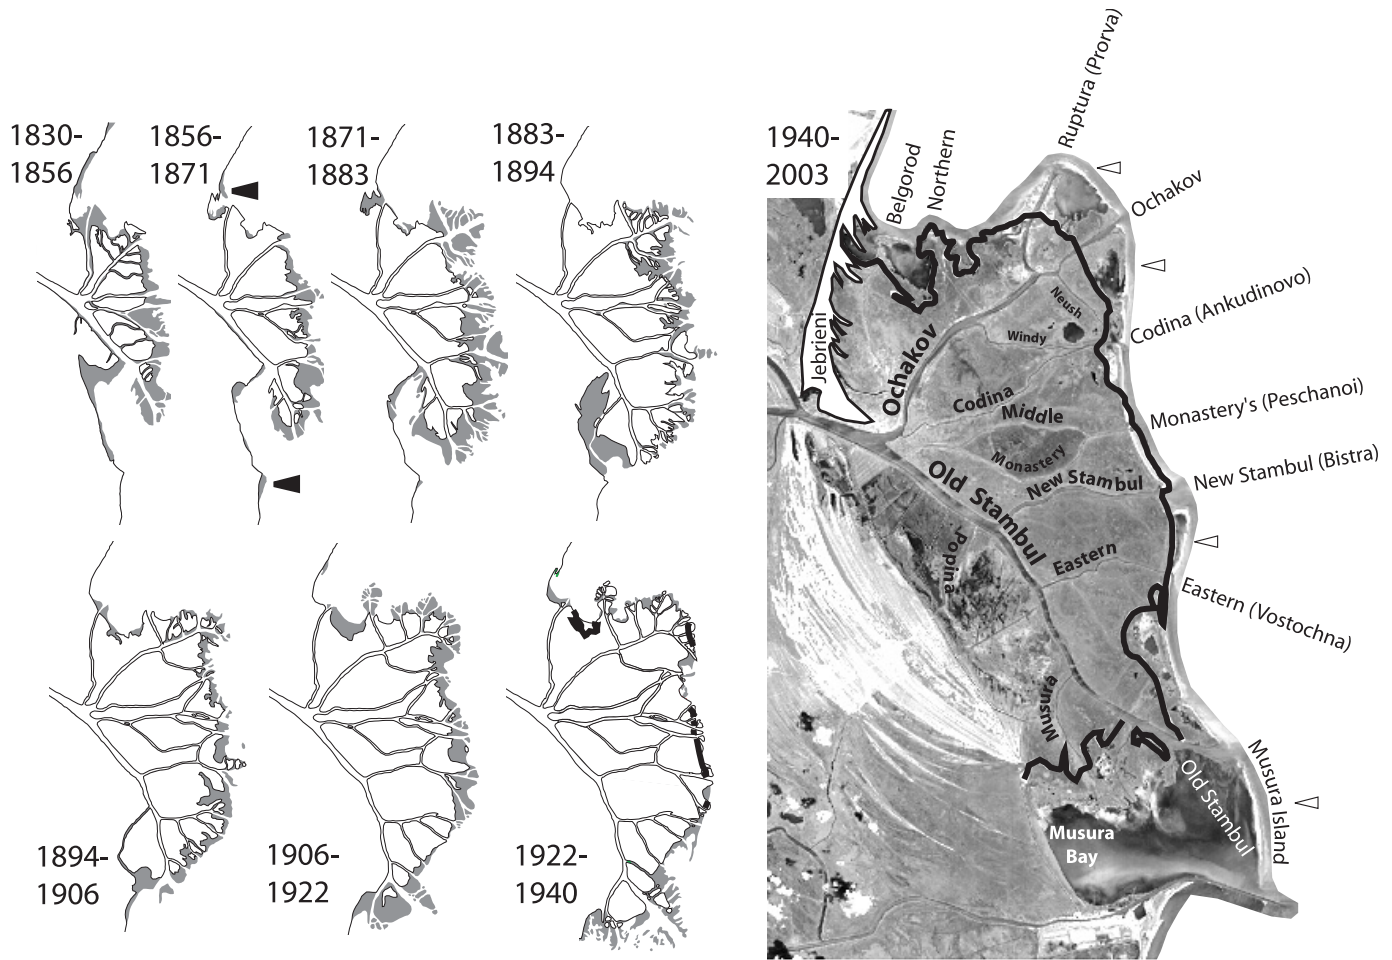 1830-
1856
1856-
1871
1871-
1883
1883-
1894
1894-
1906
1906-
1922
1922-
1940
1940-
2003
Ruptura (Prorva)
Belgorod
Northern
Ochakov
Codina (Ankudinovo)
Neush
Windy
Jebrieni
Ochakov
Codina
Middle
Monastery's (Peschanoi)
Monastery
New Stambul (Bistra)
New Stambul
Old Stambul
Popina
Eastern
Eastern (Vostochna)
Musura
Old Stambul
Musura Island
Musura
Bay